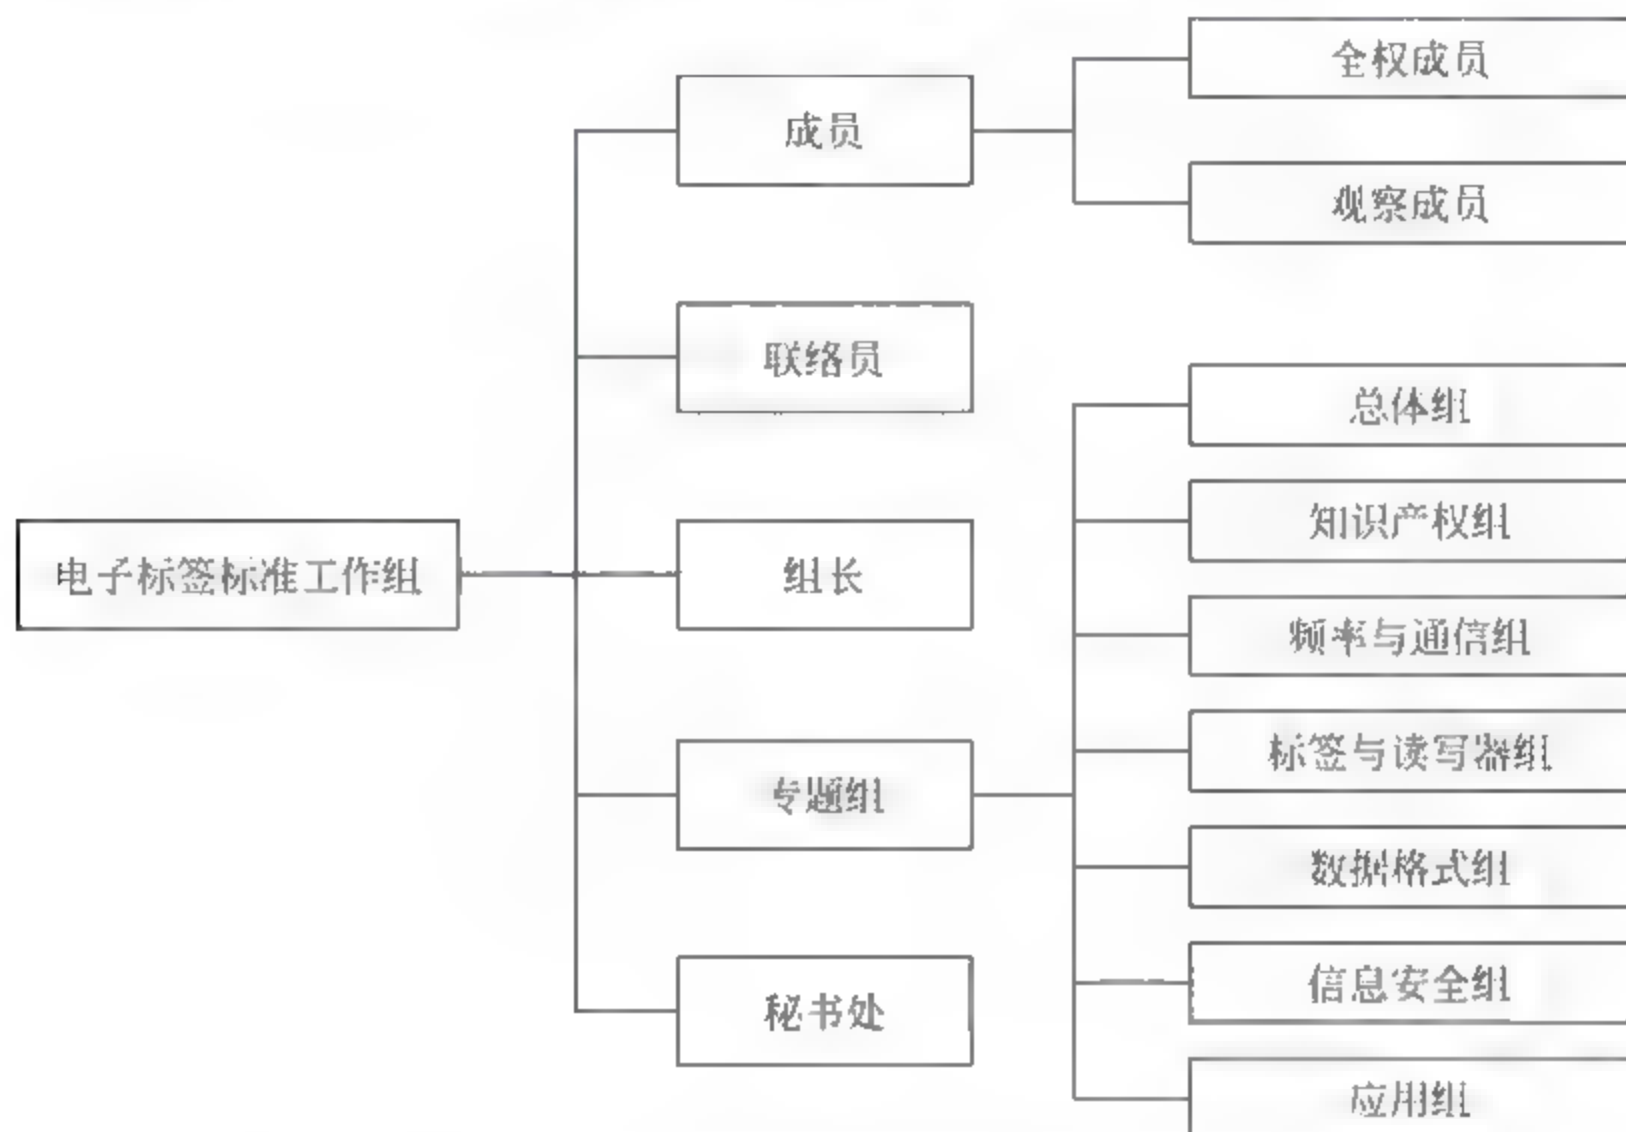 全权成员
成员
观察成员
联络员
总体组
知识产权组
电子标签标准工作组
组长
频率与通信组
标签与读写器组
专题组
数据格式组
信息安全组
秘书处
应用组